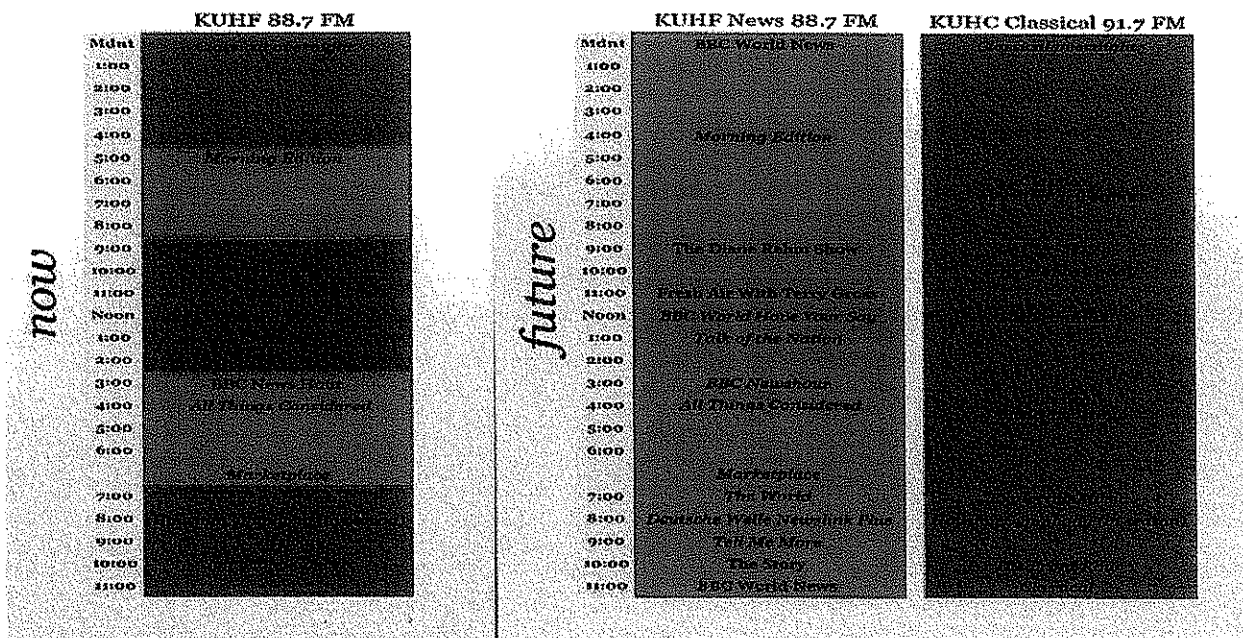 KUHF 88.7 FM
now
Mdnt
1:00
2:00
3:00
4:00
5:00 Morning Edition
6:00
7:00
8:00
9:00
10:00
11:00
Noon
1:00
2:00
3:00 BBC News Hour
4:00 All Things Considered
5:00
6:00
Marketplace
7:00
8:00
9:00
10:00
11:00
future
KUHF News 88.7 FM KUHC Classical 91.7 FM
Mdnt BBC World News
1:00
2:00
3:00
4:00 Morning Edition
5:00
6:00
7:00
8:00
9:00 The Diane Rehm Show
10:00
11:00 Fresh Air With Terry Gross
Noon BBC World Have Your Say
1:00 Talk of the Nation
2:00
3:00 BBC Newshour
4:00 All Things Considered
5:00
6:00
Marketplace
7:00 The World
8:00 Deutsche Welle Newslink Plus
9:00 Tell Me More
10:00 The Story
11:00 BBC World News